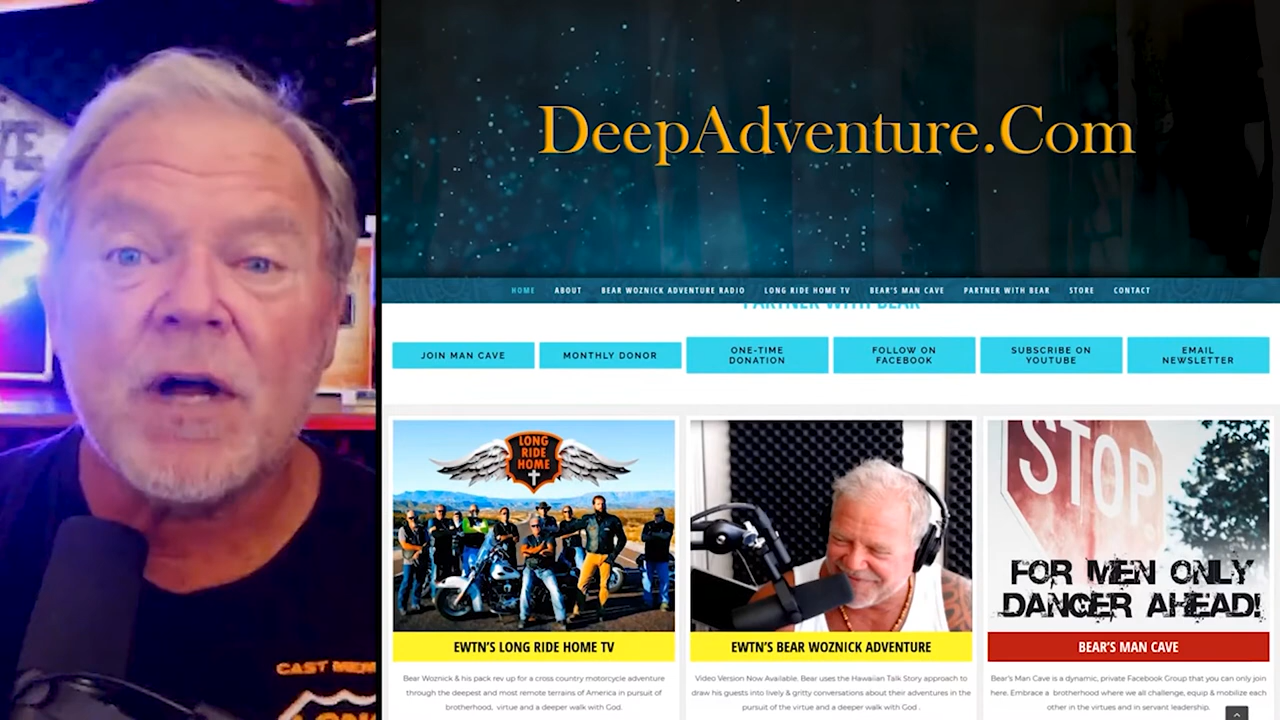 DeepAdventure.Com
HOME ABOUT BEAR WOZNICK ADVENTURE RADIO LONG RIDE HOME TV BEAR'S MAN CAVE PARTNER WITH BEAR STORE CONTACT
PARTNER WITH BEAR
JOIN MAN CAVE
MONTHLY DONOR
ONE-TIME
DONATION
FOLLOW ON
FACEBOOK
SUBSCRIBE ON
YOUTUBE
EMAIL
NEWSLETTER
LONG
RIDE
HOME
EWTN'S LONG RIDE HOME TV
Bear Woznick & his pack rev up for a cross country motorcycle adventure
through the deepest and most remote terrains of America in pursuit of
brotherhood, virtue and a deeper walk with God.
EWTN'S BEAR WOZNICK ADVENTURE
Video Version Now Available. Bear uses the Hawaiian Talk Story approach to
draw his guests into lively & gritty conversations about their adventures in the
pursuit of the virtue and a deeper walk with God .
STOP
FOR MEN ONLY
DANGER AHEAD!
BEAR'S MAN CAVE
Bear's Man Cave is a dynamic, private Facebook Group that you can only join
here. Embrace a brotherhood where we all challenge, equip & mobilize each
other in the virtues and in servant leadership.
CAST